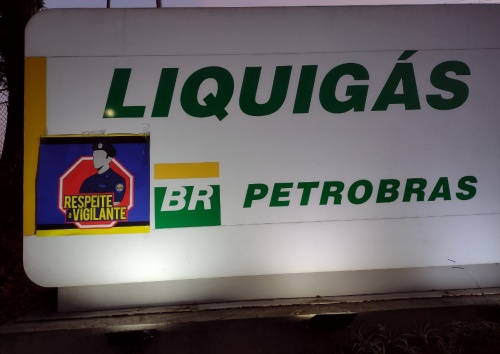 LIQUIGÁS
RESPEITE
O VIGILANTE
BR PETROBRAS